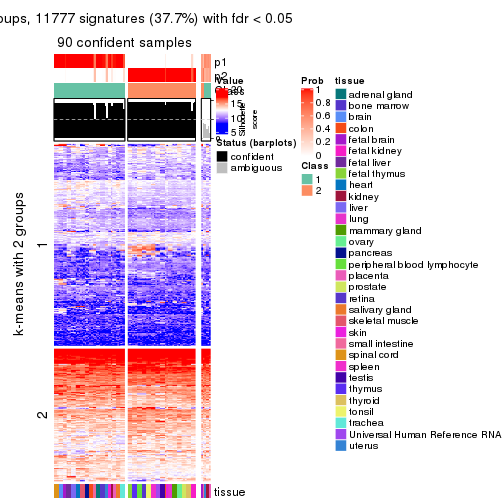 oups, 11777 signatures (37.7%) with fdr < 0.05
90 confident samples
p1
p2
Class
Silhouette score
k-means with 2 groups
1
2
tissue
Value
15
10
5
0
Status (barplots)
confident
ambiguous
Prob
1
0.8
0.6
0.4
0.2
0
Class
1
2
tissue
adrenal gland
bone marrow
brain
colon
fetal brain
fetal kidney
fetal liver
fetal thymus
heart
kidney
liver
lung
mammary gland
ovary
pancreas
peripheral blood lymphocyte
placenta
prostate
retina
salivary gland
skeletal muscle
skin
small intestine
spinal cord
spleen
testis
thymus
thyroid
tonsil
trachea
Universal Human Reference RNA
uterus